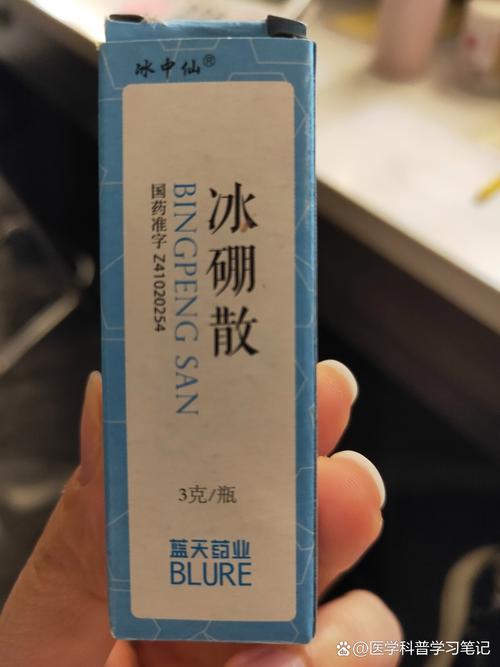 冰中仙®
冰硼散
BINGPENG SAN
国药准字 Z41020254
3克/瓶
蓝天药业
BLURE
@医学科普学习笔记